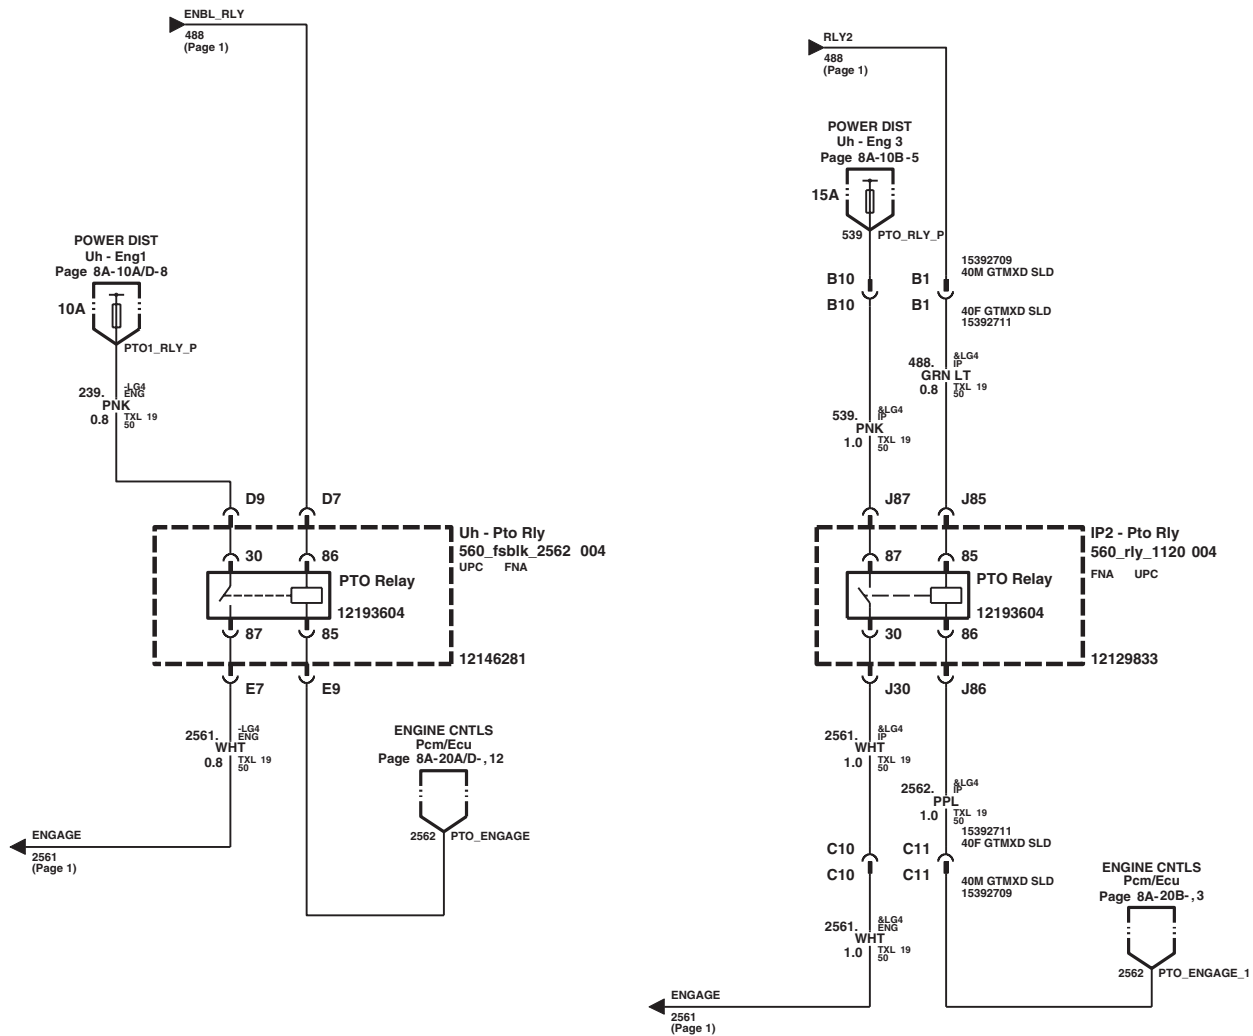 ENBL_RLY
488
(Page 1)
POWER DIST
Uh - Eng1
Page 8A-10A/D-8
10A
PTO1_RLY_P
239.
-LG4
ENG
PNK
0.8
TXL 19
50
D9
D7
Uh - Pto Rly
560_fsblk_2562 004
UPC FNA
30
86
PTO Relay
12193604
87
85
12146281
E7
E9
2561.
-LG4
ENG
WHT
0.8
TXL 19
50
ENGINE CNTLS
Pcm/Ecu
Page 8A-20A/D-,12
2562
PTO_ENGAGE
ENGAGE
2561
(Page 1)
RLY2
488
(Page 1)
POWER DIST
Uh - Eng 3
Page 8A-10B-5
15A
539
PTO_RLY_P
15392709
40M GTMXD SLD
B10
B1
B10
B1
40F GTMXD SLD
15392711
488.
&LG4
IP
GRN LT
0.8
TXL 19
50
539.
&LG4
IP
PNK
1.0
TXL 19
50
J87
J85
IP2 - Pto Rly
560_rly_1120 004
FNA UPC
87
85
PTO Relay
12193604
30
86
12129833
J30
J86
2561.
&LG4
IP
WHT
1.0
TXL 19
50
2562.
&LG4
IP
PPL
1.0
TXL 19
50
15392711
40F GTMXD SLD
C10
C11
C10
C11
40M GTMXD SLD
15392709
ENGINE CNTLS
Pcm/Ecu
Page 8A-20B-,3
2561.
&LG4
ENG
WHT
1.0
TXL 19
50
2562
PTO_ENGAGE_1
ENGAGE
2561
(Page 1)